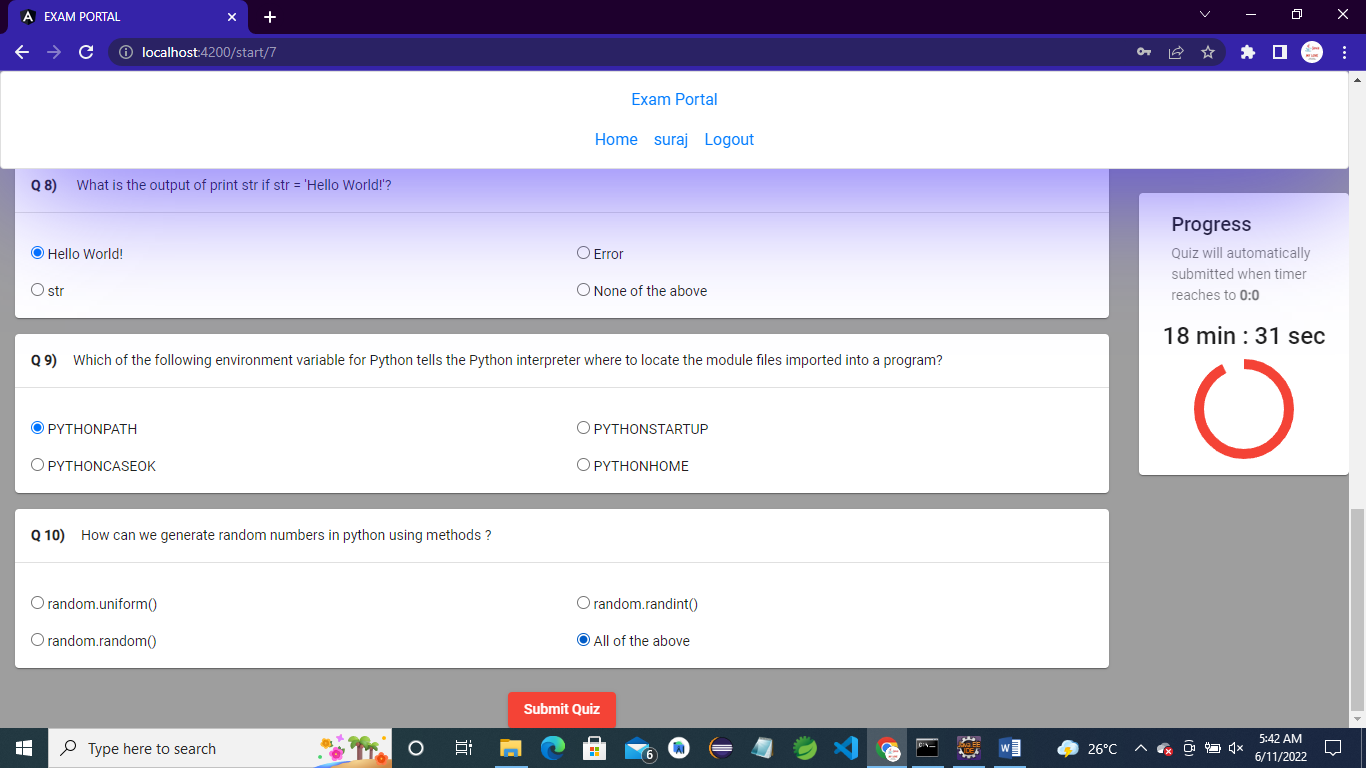 EXAM PORTAL
localhost:4200/start/7
Exam Portal
Home suraj Logout
Q 8) What is the output of print str if str = 'Hello World!'?
Hello World! Error
str None of the above
Progress
Quiz will automatically
submitted when timer
reaches to 0:0
18 min : 31 sec
Q 9) Which of the following environment variable for Python tells the Python interpreter where to locate the module files imported into a program?
PYTHONPATH PYTHONSTARTUP
PYTHONCASEOK PYTHONHOME
Q 10) How can we generate random numbers in python using methods ?
random.uniform() random.randint()
random.random() All of the above
Submit Quiz
Type here to search
6
26°C
5:42 AM
6/11/2022